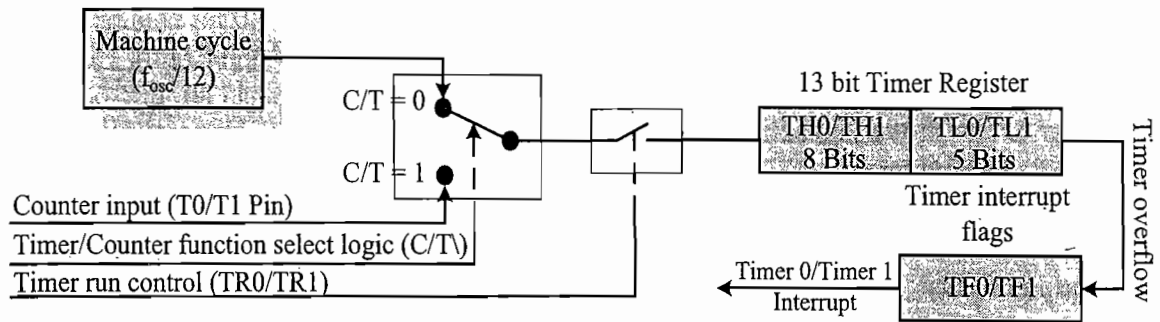 Machine cycle
(fosc/12)
13 bit Timer Register
C/T = 0
TH0/TH1
8 Bits
TL0/TL1
5 Bits
C/T = 1
Counter input (T0/T1 Pin)
Timer/Counter function select logic (C/T\)
Timer run control (TR0/TR1)
Timer interrupt
flags
Timer overflow
Timer 0/Timer 1
Interrupt
TF0/TF1